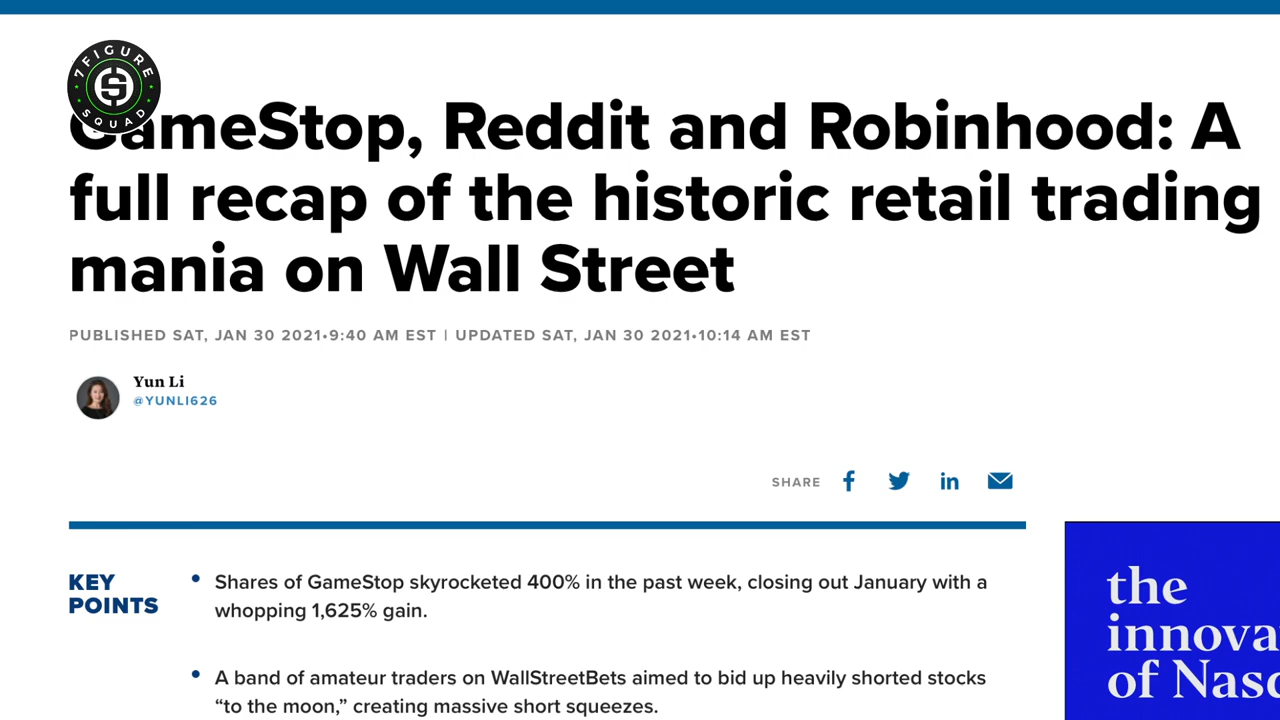 7FIGURE
SQUAD
GameStop, Reddit and Robinhood: A
full recap of the historic retail trading
mania on Wall Street
PUBLISHED SAT, JAN 30 2021•9:40 AM EST | UPDATED SAT, JAN 30 2021•10:14 AM EST
Yun Li
@YUNLI626
SHARE
KEY
POINTS
• Shares of GameStop skyrocketed 400% in the past week, closing out January with a
whopping 1,625% gain.
• A band of amateur traders on WallStreetBets aimed to bid up heavily shorted stocks
“to the moon,” creating massive short squeezes.
the
innova
of Nasd